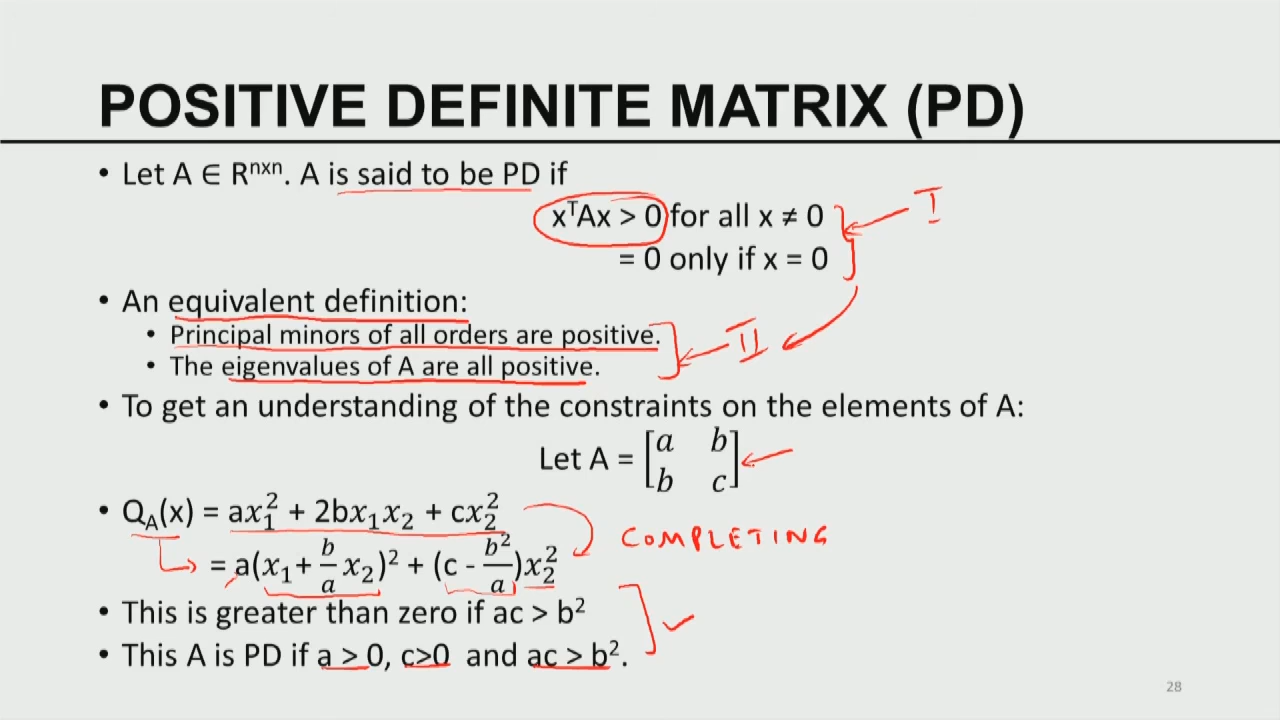 POSITIVE DEFINITE MATRIX (PD)
• Let A ∈ Rⁿˣⁿ. A is said to be PD if
xᵀAx > 0 for all x ≠ 0
I
= 0 only if x = 0
• An equivalent definition:
• Principal minors of all orders are positive.
II
• The eigenvalues of A are all positive.
• To get an understanding of the constraints on the elements of A:
Let A = [a b
b c]
• Q_A(x) = ax₁² + 2bx₁x₂ + cx₂²
COMPLETING
= a(x₁+ b/a x₂)² + (c - b²/a)x₂²
• This is greater than zero if ac > b²
• This A is PD if a > 0, c>0 and ac > b².
28